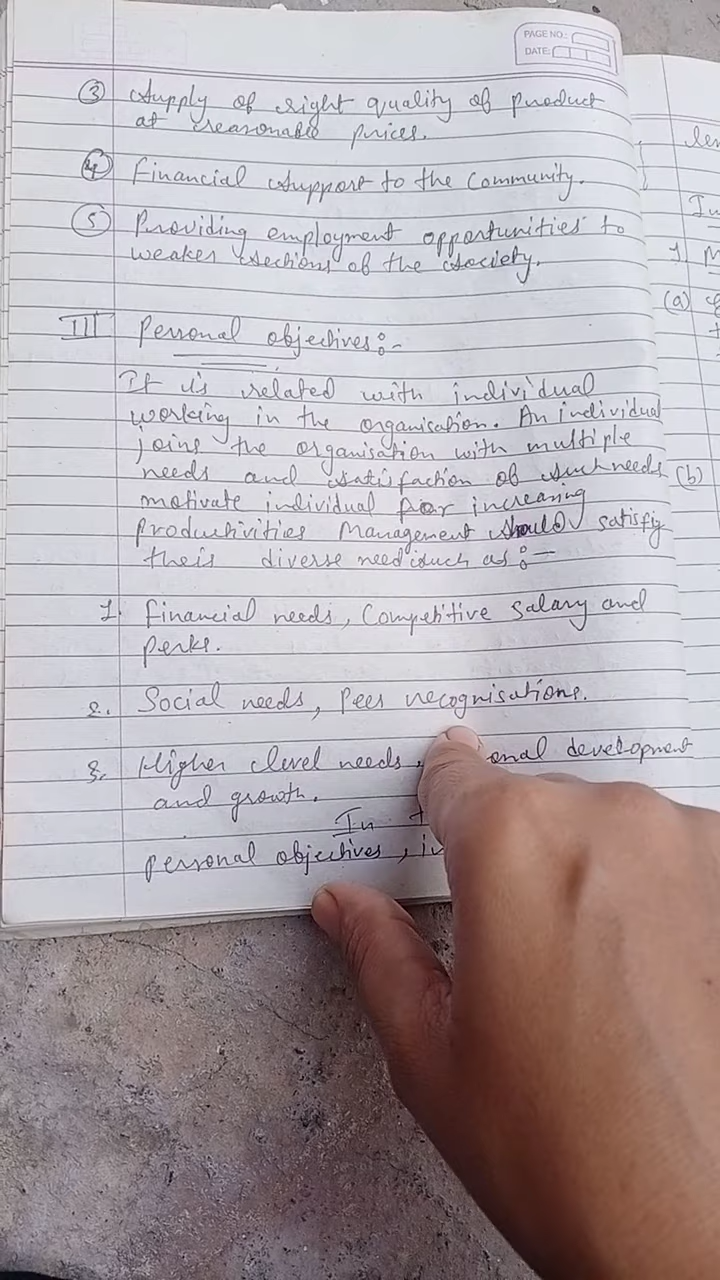 PAGE NO.:
DATE:
③ Supply of right quality of product
at reasonable prices.
④ Financial support to the Community.
⑤ Providing employment opportunities to
weaker sections of the society.
III Personal objectives:-
It is related with individual
working in the organisation. An individual
joins the organisation with multiple
needs and satisfaction of such needs
motivate individual for increasing
Productivities Management should satisfy
their diverse need such as :-
1. Financial needs, Competitive salary and
perks.
2. Social needs, Peer recognisations.
3. Higher level needs, onal development
and growth.
In
personal objectives,
(a)
(b)